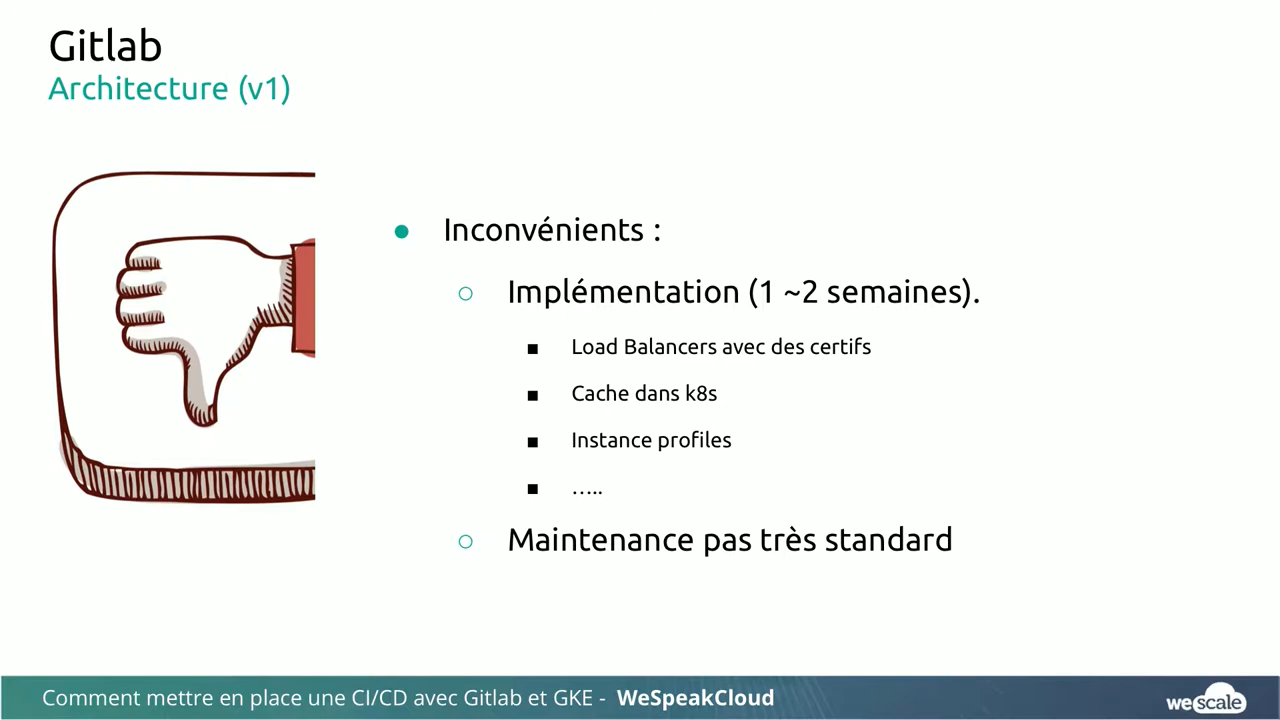 Gitlab
Architecture (v1)
● Inconvénients :
○ Implémentation (1 ~2 semaines).
■ Load Balancers avec des certifs
■ Cache dans k8s
■ Instance profiles
■ …..
○ Maintenance pas très standard
Comment mettre en place une CI/CD avec Gitlab et GKE - WeSpeakCloud
wescale